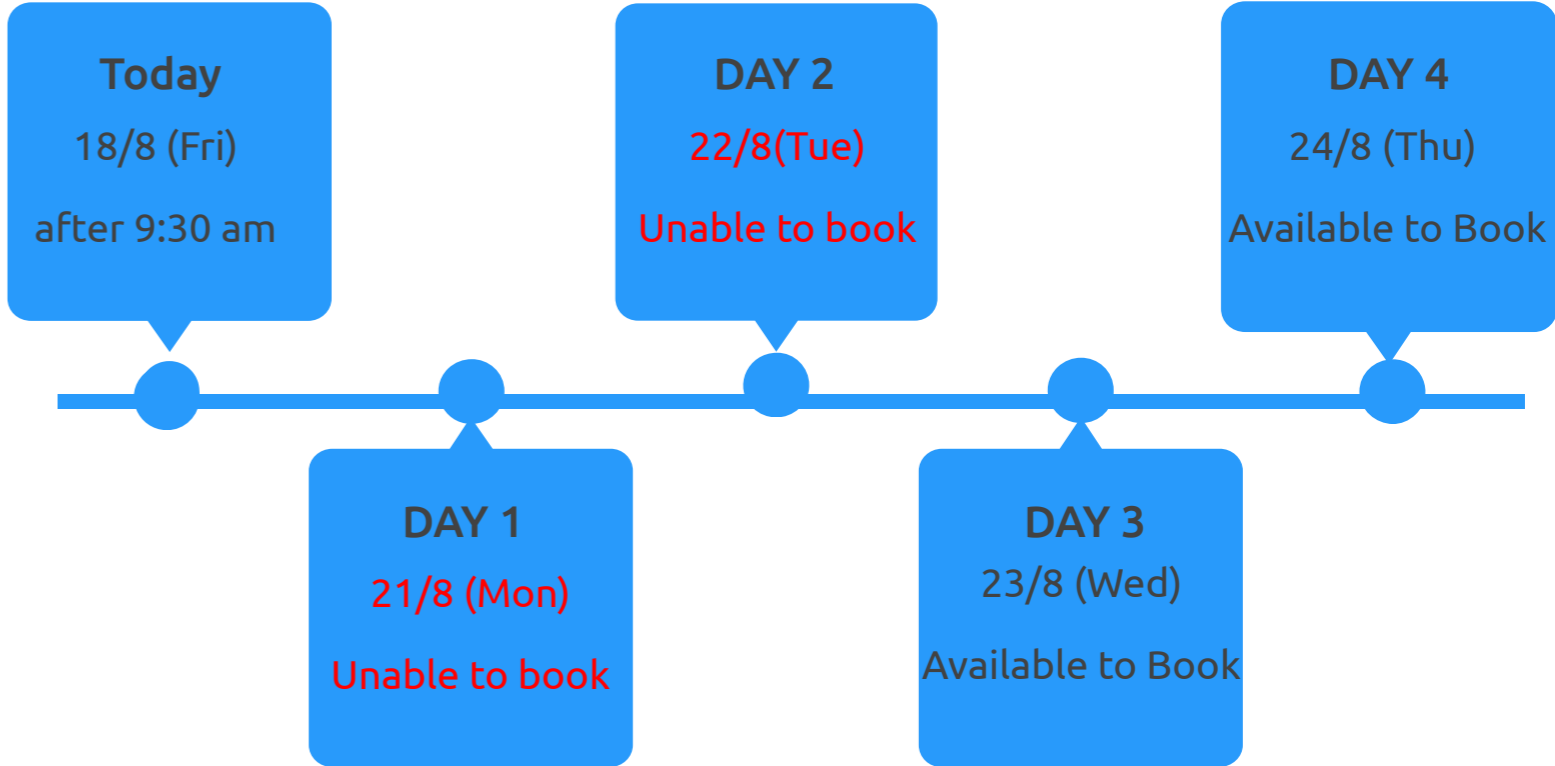 Today
18/8 (Fri)
after 9:30 am
DAY 1
21/8 (Mon)
Unable to book
DAY 2
22/8(Tue)
Unable to book
DAY 3
23/8 (Wed)
Available to Book
DAY 4
24/8 (Thu)
Available to Book